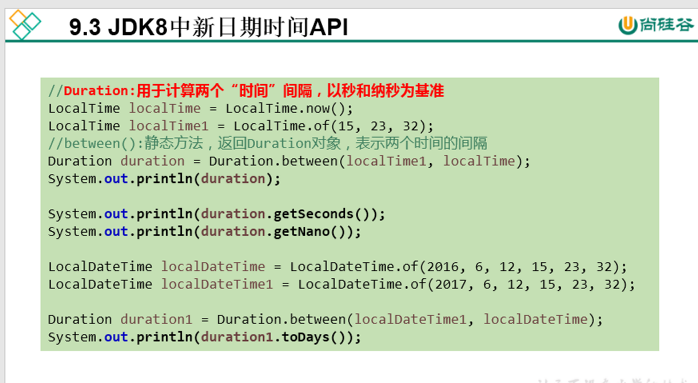 9.3 JDK8中新日期时间API
尚硅谷
//Duration:用于计算两个“时间”间隔，以秒和纳秒为基准
LocalTime localTime = LocalTime.now();
LocalTime localTime1 = LocalTime.of(15, 23, 32);
//between():静态方法，返回Duration对象，表示两个时间的间隔
Duration duration = Duration.between(localTime1, localTime);
System.out.println(duration);
System.out.println(duration.getSeconds());
System.out.println(duration.getNano());
LocalDateTime localDateTime = LocalDateTime.of(2016, 6, 12, 15, 23, 32);
LocalDateTime localDateTime1 = LocalDateTime.of(2017, 6, 12, 15, 23, 32);
Duration duration1 = Duration.between(localDateTime1, localDateTime);
System.out.println(duration1.toDays());